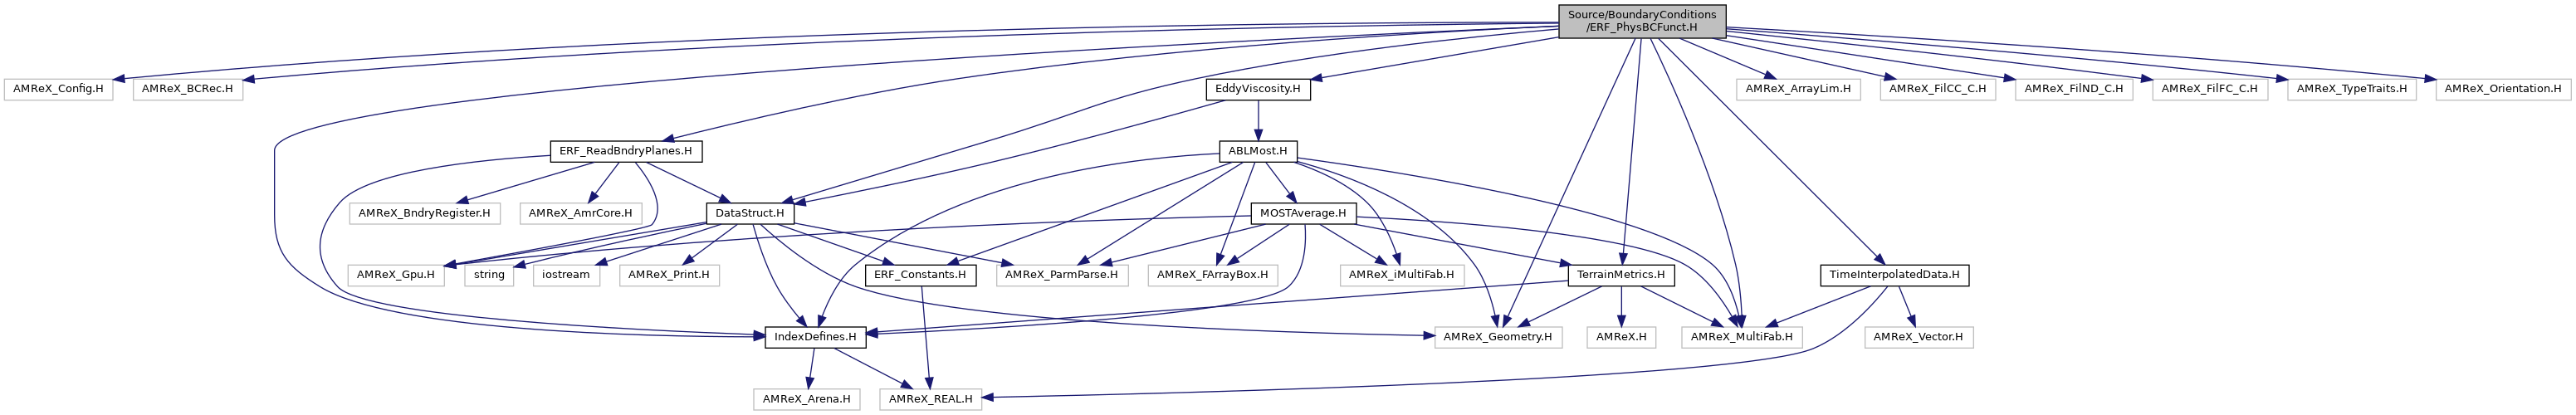 Source/BoundaryConditions
/ERF_PhysBCFunct.H
AMReX_Config.H
AMReX_BCRec.H
EddyViscosity.H
AMReX_ArrayLim.H
AMReX_FilCC_C.H
AMReX_FilND_C.H
AMReX_FilFC_C.H
AMReX_TypeTraits.H
AMReX_Orientation.H
ERF_ReadBndryPlanes.H
ABLMost.H
AMReX_BndryRegister.H
AMReX_AmrCore.H
DataStruct.H
MOSTAverage.H
AMReX_Gpu.H
string
iostream
AMReX_Print.H
ERF_Constants.H
AMReX_ParmParse.H
AMReX_FArrayBox.H
AMReX_iMultiFab.H
TerrainMetrics.H
TimeInterpolatedData.H
IndexDefines.H
AMReX_Geometry.H
AMReX.H
AMReX_MultiFab.H
AMReX_Vector.H
AMReX_Arena.H
AMReX_REAL.H